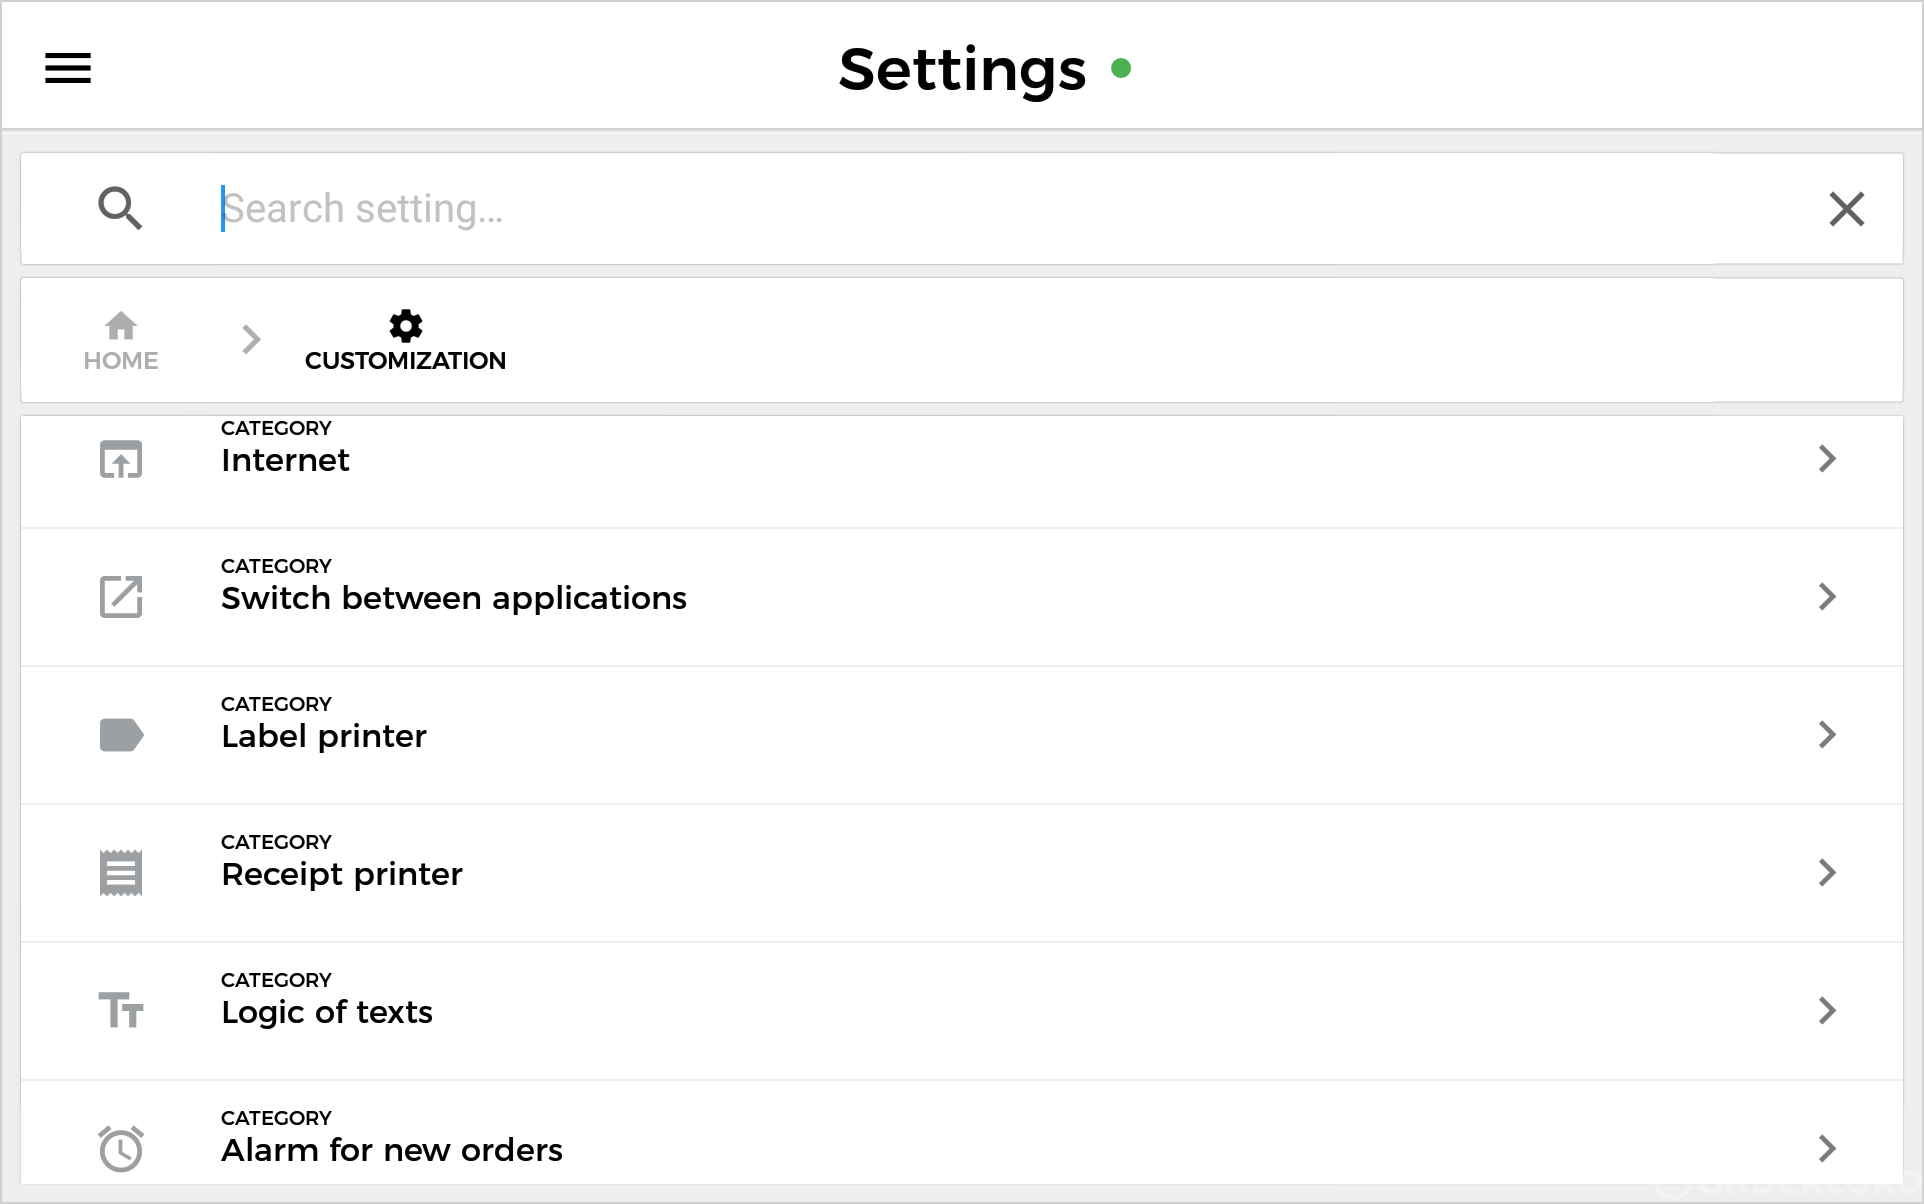 Settings
Search setting...
HOME
CUSTOMIZATION
CATEGORY
Internet
CATEGORY
Switch between applications
CATEGORY
Label printer
CATEGORY
Receipt printer
CATEGORY
Logic of texts
CATEGORY
Alarm for new orders